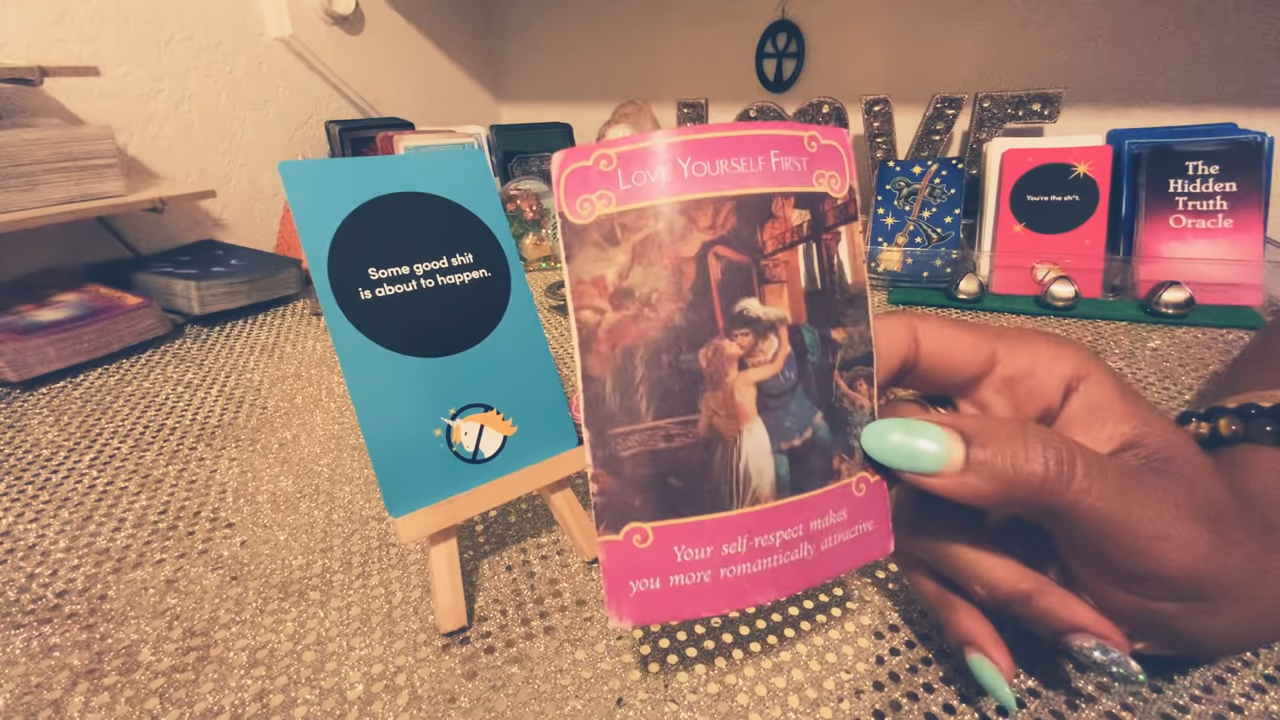 LOVE
Some good shit
is about to happen.
LOVE YOURSELF FIRST
Your self-respect makes
you more romantically attractive.
You're the sh*t.
The
Hidden
Truth
Oracle